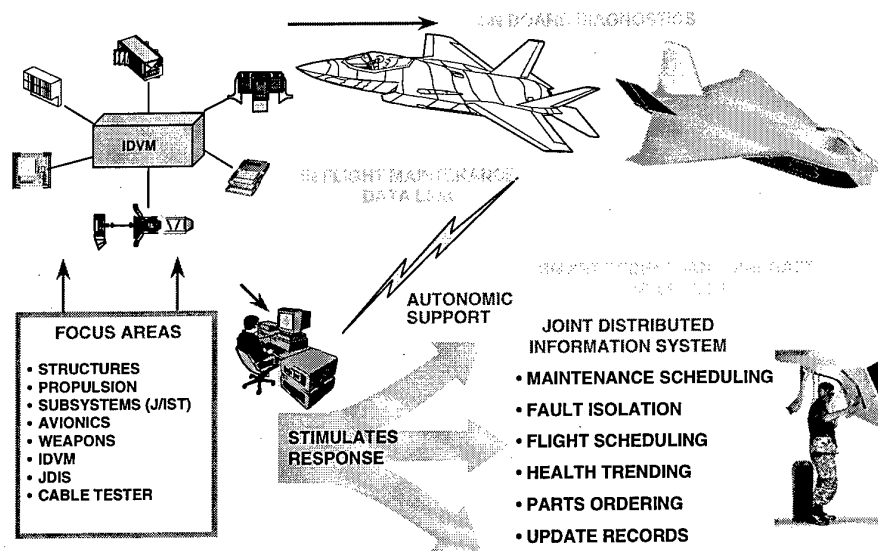 ON BOARD DIAGNOSTICS
IDVM
IN FLIGHT MAINTENANCE
DATA LINK
AUTONOMIC
SUPPORT
FOCUS AREAS
• STRUCTURES
• PROPULSION
• SUBSYSTEMS (J/IST)
• AVIONICS
• WEAPONS
• IDVM
• JDIS
• CABLE TESTER
STIMULATES
RESPONSE
JOINT DISTRIBUTED
INFORMATION SYSTEM
• MAINTENANCE SCHEDULING
• FAULT ISOLATION
• FLIGHT SCHEDULING
• HEALTH TRENDING
• PARTS ORDERING
• UPDATE RECORDS